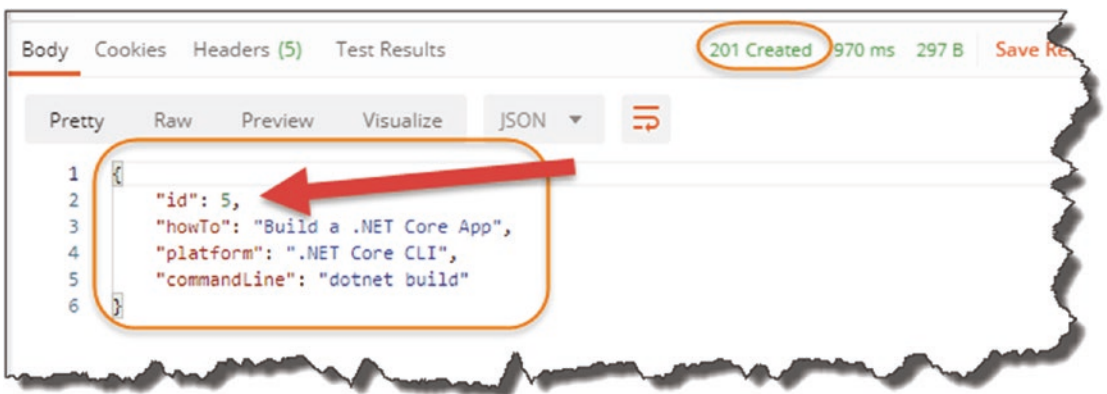 Body Cookies Headers (5) Test Results 201 Created 970 ms 297 B Save
Pretty Raw Preview Visualize JSON
1 {
2 "id": 5,
3 "howTo": "Build a .NET Core App",
4 "platform": ".NET Core CLI",
5 "commandLine": "dotnet build"
6 }